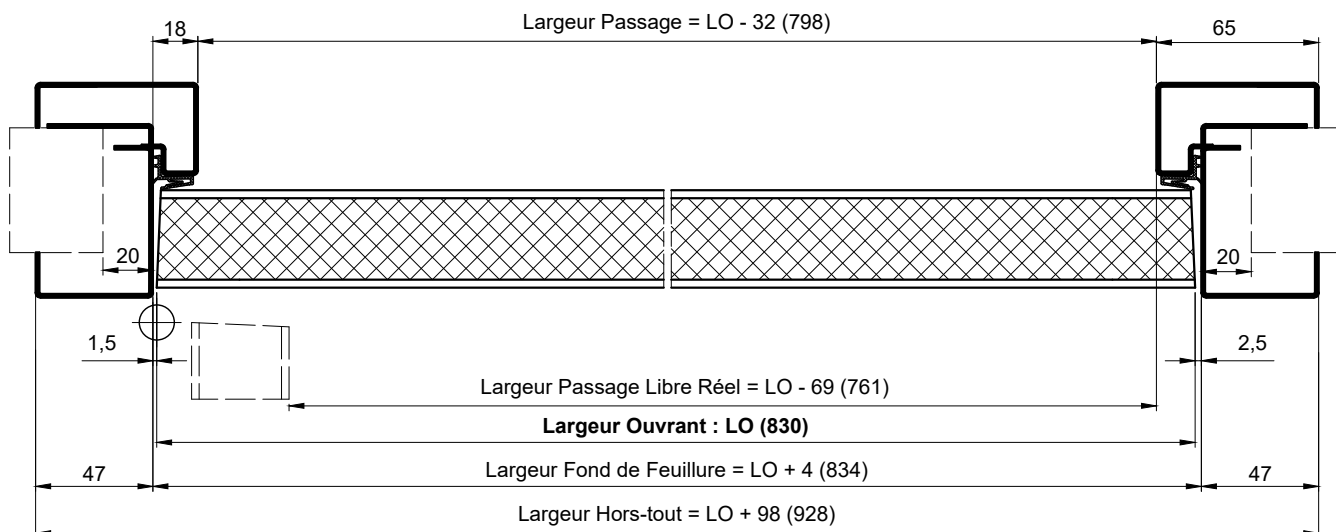 Largeur Passage = LO - 32 (798)
18
65
20
20
1,5
2,5
Largeur Passage Libre Réel = LO - 69 (761)
Largeur Ouvrant : LO (830)
47
Largeur Fond de Feuillure = LO + 4 (834)
47
Largeur Hors-tout = LO + 98 (928)